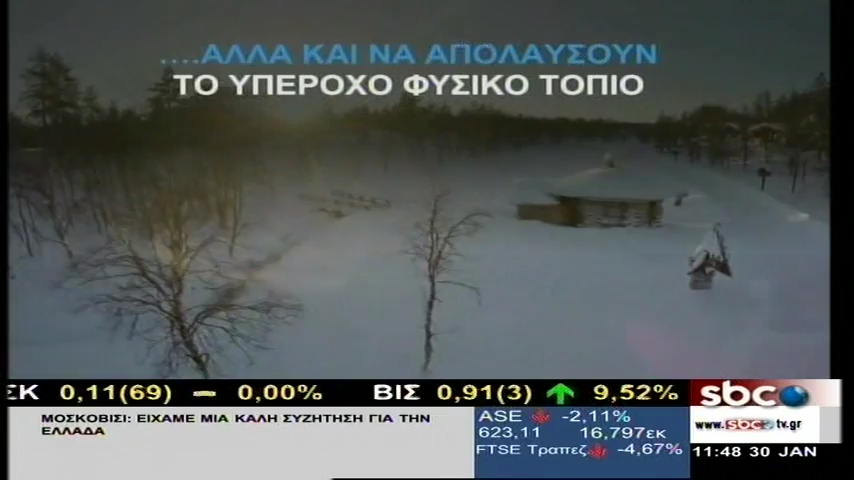 ....ΑΛΛΑ ΚΑΙ ΝΑ ΑΠΟΛΑΥΣΟΥΝ
ΤΟ ΥΠΕΡΟΧΟ ΦΥΣΙΚΟ ΤΟΠΙΟ
ΣΚ 0,11(69) = 0,00% ΒΙΣ 0,91(3) 9,52%
sbc
ΜΟΣΚΟΒΙΣΙ: ΕΙΧΑΜΕ ΜΙΑ ΚΑΛΗ ΣΥΖΗΤΗΣΗ ΓΙΑ ΤΗΝ
ΕΛΛΑΔΑ
ASE -2,11%
623,11 16,797εκ
FTSE Τραπεζ -4,67%
www.sbctv.gr
11:48 30 JAN